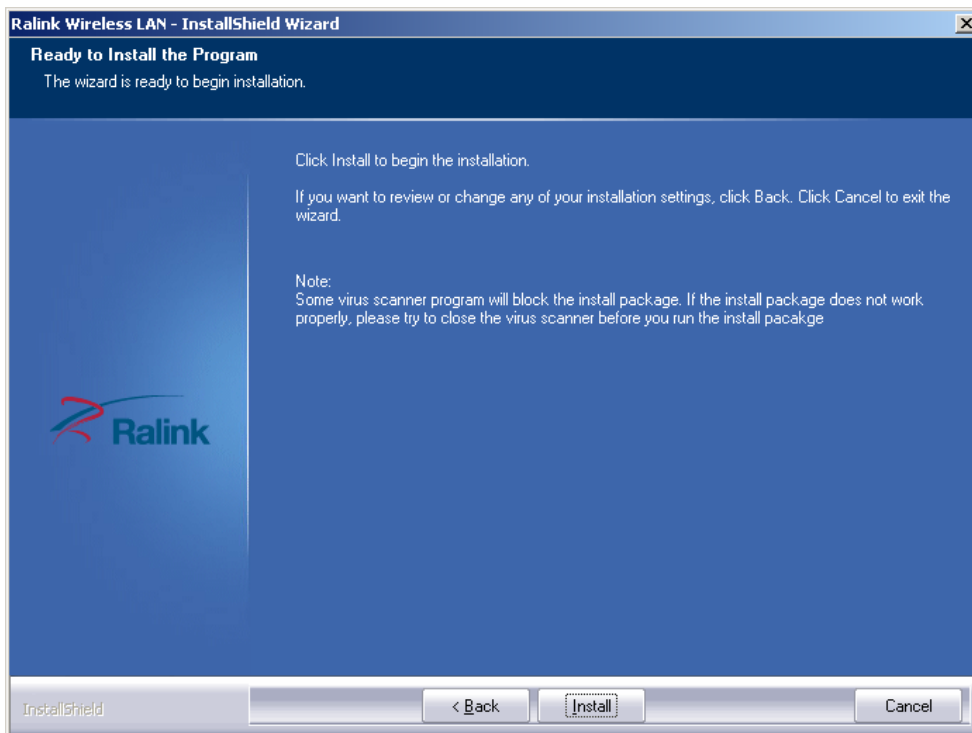 Ralink Wireless LAN - InstallShield Wizard
Ready to Install the Program
The wizard is ready to begin installation.
Click Install to begin the installation.
If you want to review or change any of your installation settings, click Back. Click Cancel to exit the
wizard.
Note:
Some virus scanner program will block the install package. If the install package does not work
properly, please try to close the virus scanner before you run the install pacakge
Ralink
InstallShield
< Back
Install
Cancel